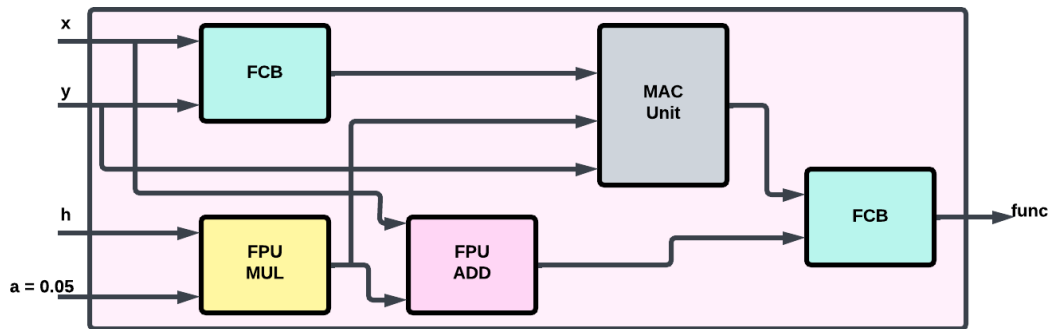 x
FCB
MAC
Unit
y
FCB
func
h
FPU
MUL
FPU
ADD
a = 0.05